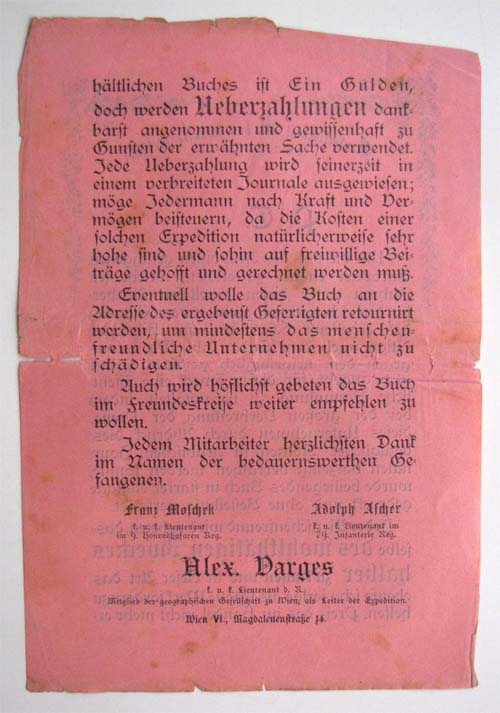 hältlichen Buches ist Ein Gulden,
doch werden Ueberzahlungen dank-
barst angenommen und gewissenhaft zu
Gunsten der erwähnten Sache verwendet.
Jede Ueberzahlung wird seinerzeit in
einem verbreiteten Journale ausgewiesen;
möge Jedermann nach Kraft und Ver-
mögen beisteuern, da die Kosten einer
solchen Expedition natürlicherweise sehr
hohe sind und sohin auf freiwillige Bei-
träge gehofft und gerechnet werden muß.
Eventuell wolle das Buch an die
Adresse des ergebenst Gefertigten retournirt
werden, um mindestens das menschen-
freundliche Unternehmen nicht zu
schädigen.
Auch wird höflichst gebeten das Buch
im Freundeskreise weiter empfehlen zu
wollen.
Jedem Mitarbeiter herzlichsten Dank
im Namen der bedauernswerthen Ge-
fangenen.
Franz Moschek Adolph Ascher
k. u. k. Lieutenant k. u. k. Lieutenant im
im 9. Honvedhusaren Reg. 79. Infanterie Reg.
Alex. Varges
k. u. k. Lieutenant d. R.,
Mitglied der geographischen Gesellschaft zu Wien, als Leiter der Expedition.
Wien VI., Magdalenenstraße 14.